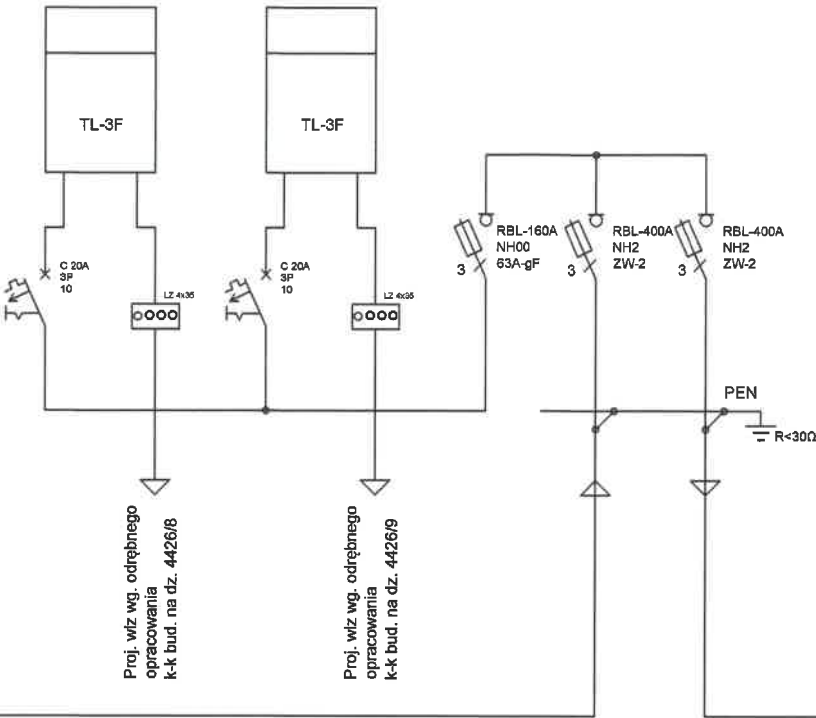 TL-3F
TL-3F
C 20A
3P
10
LZ 4x35
C 20A
3P
10
LZ 4x35
3
RBL-160A
NH00
63A-gF
3
RBL-400A
NH2
ZW-2
3
RBL-400A
NH2
ZW-2
PEN
R<30Ω
Proj. wlz wg. odrębnego
opracowania
k-k bud. na dz. 4426/8
Proj. wlz wg. odrębnego
opracowania
k-k bud. na dz. 4426/9